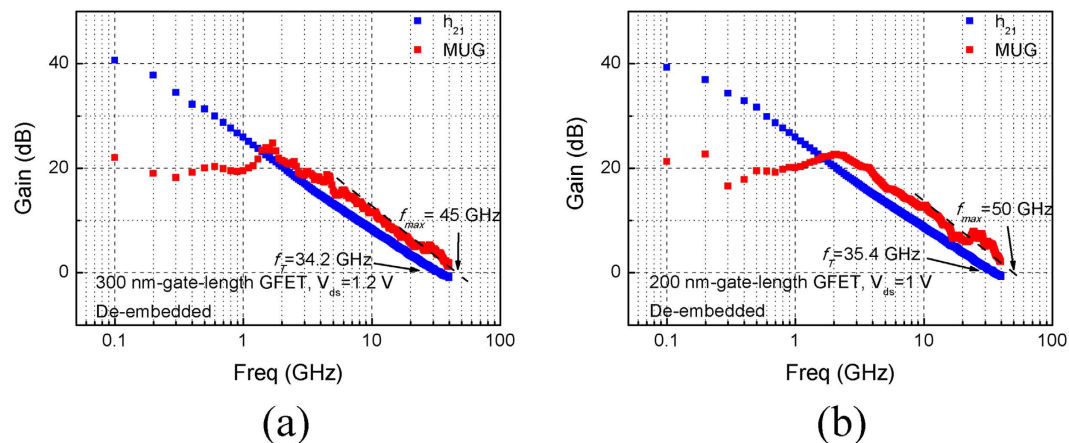 h21
MUG
40
20
0
Gain (dB)
fmax = 45 GHz
fT=34.2 GHz
300 nm-gate-length GFET, Vds=1.2 V
De-embedded
0.1 1 10 100
Freq (GHz)
(a)
h21
MUG
40
20
0
Gain (dB)
fmax=50 GHz
fT=35.4 GHz
200 nm-gate-length GFET, Vds=1 V
De-embedded
0.1 1 10 100
Freq (GHz)
(b)